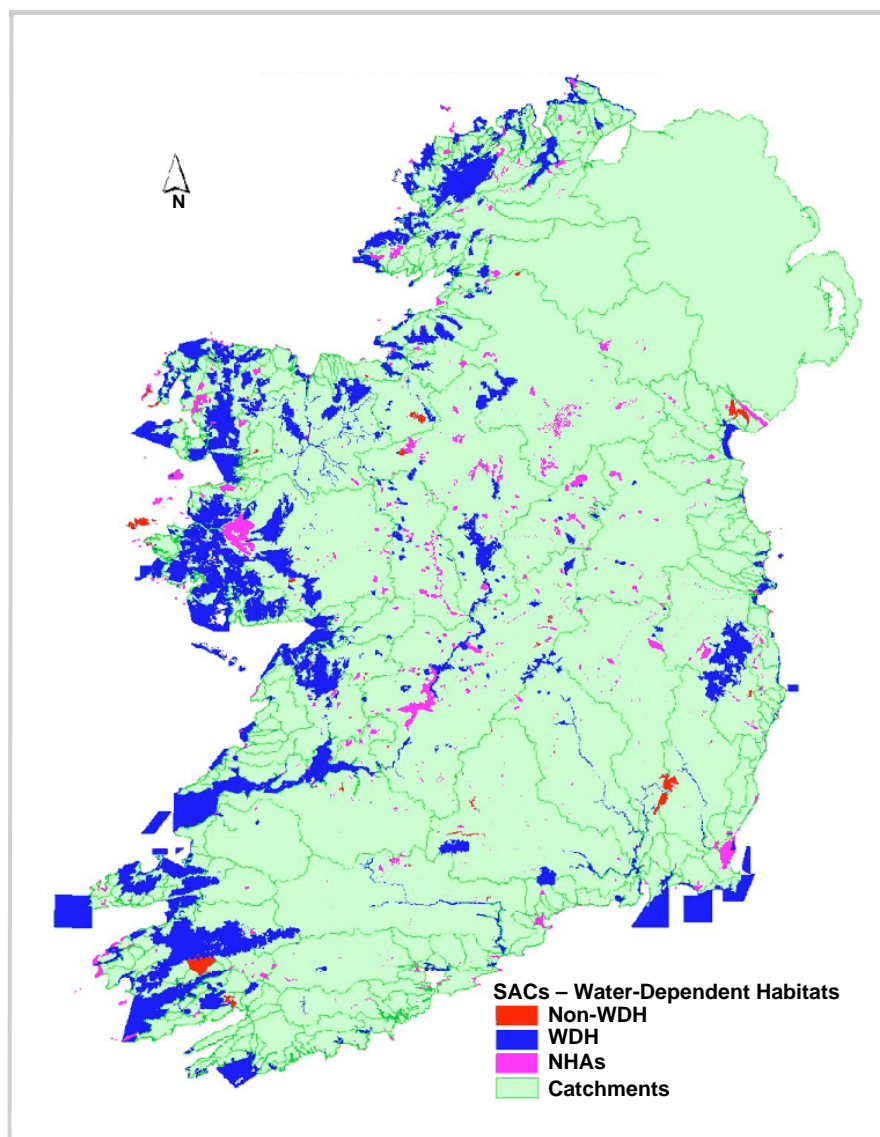 N
SACs – Water-Dependent Habitats
Non-WDH
WDH
NHAs
Catchments